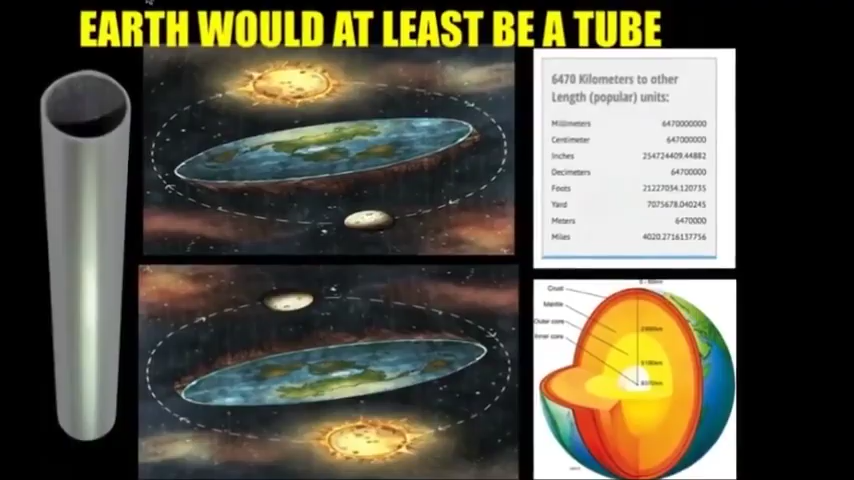 EARTH WOULD AT LEAST BE A TUBE
6470 Kilometers to other
Length (popular) units:
Millimeters 6470000000
Centimeter 647000000
Inches 254724409.44882
Decimeters 64700000
Foots 21227034.120735
Yard 7075678.040245
Meters 6470000
Miles 4020.2716137756
Crust
Mantle
Outer core
Inner core